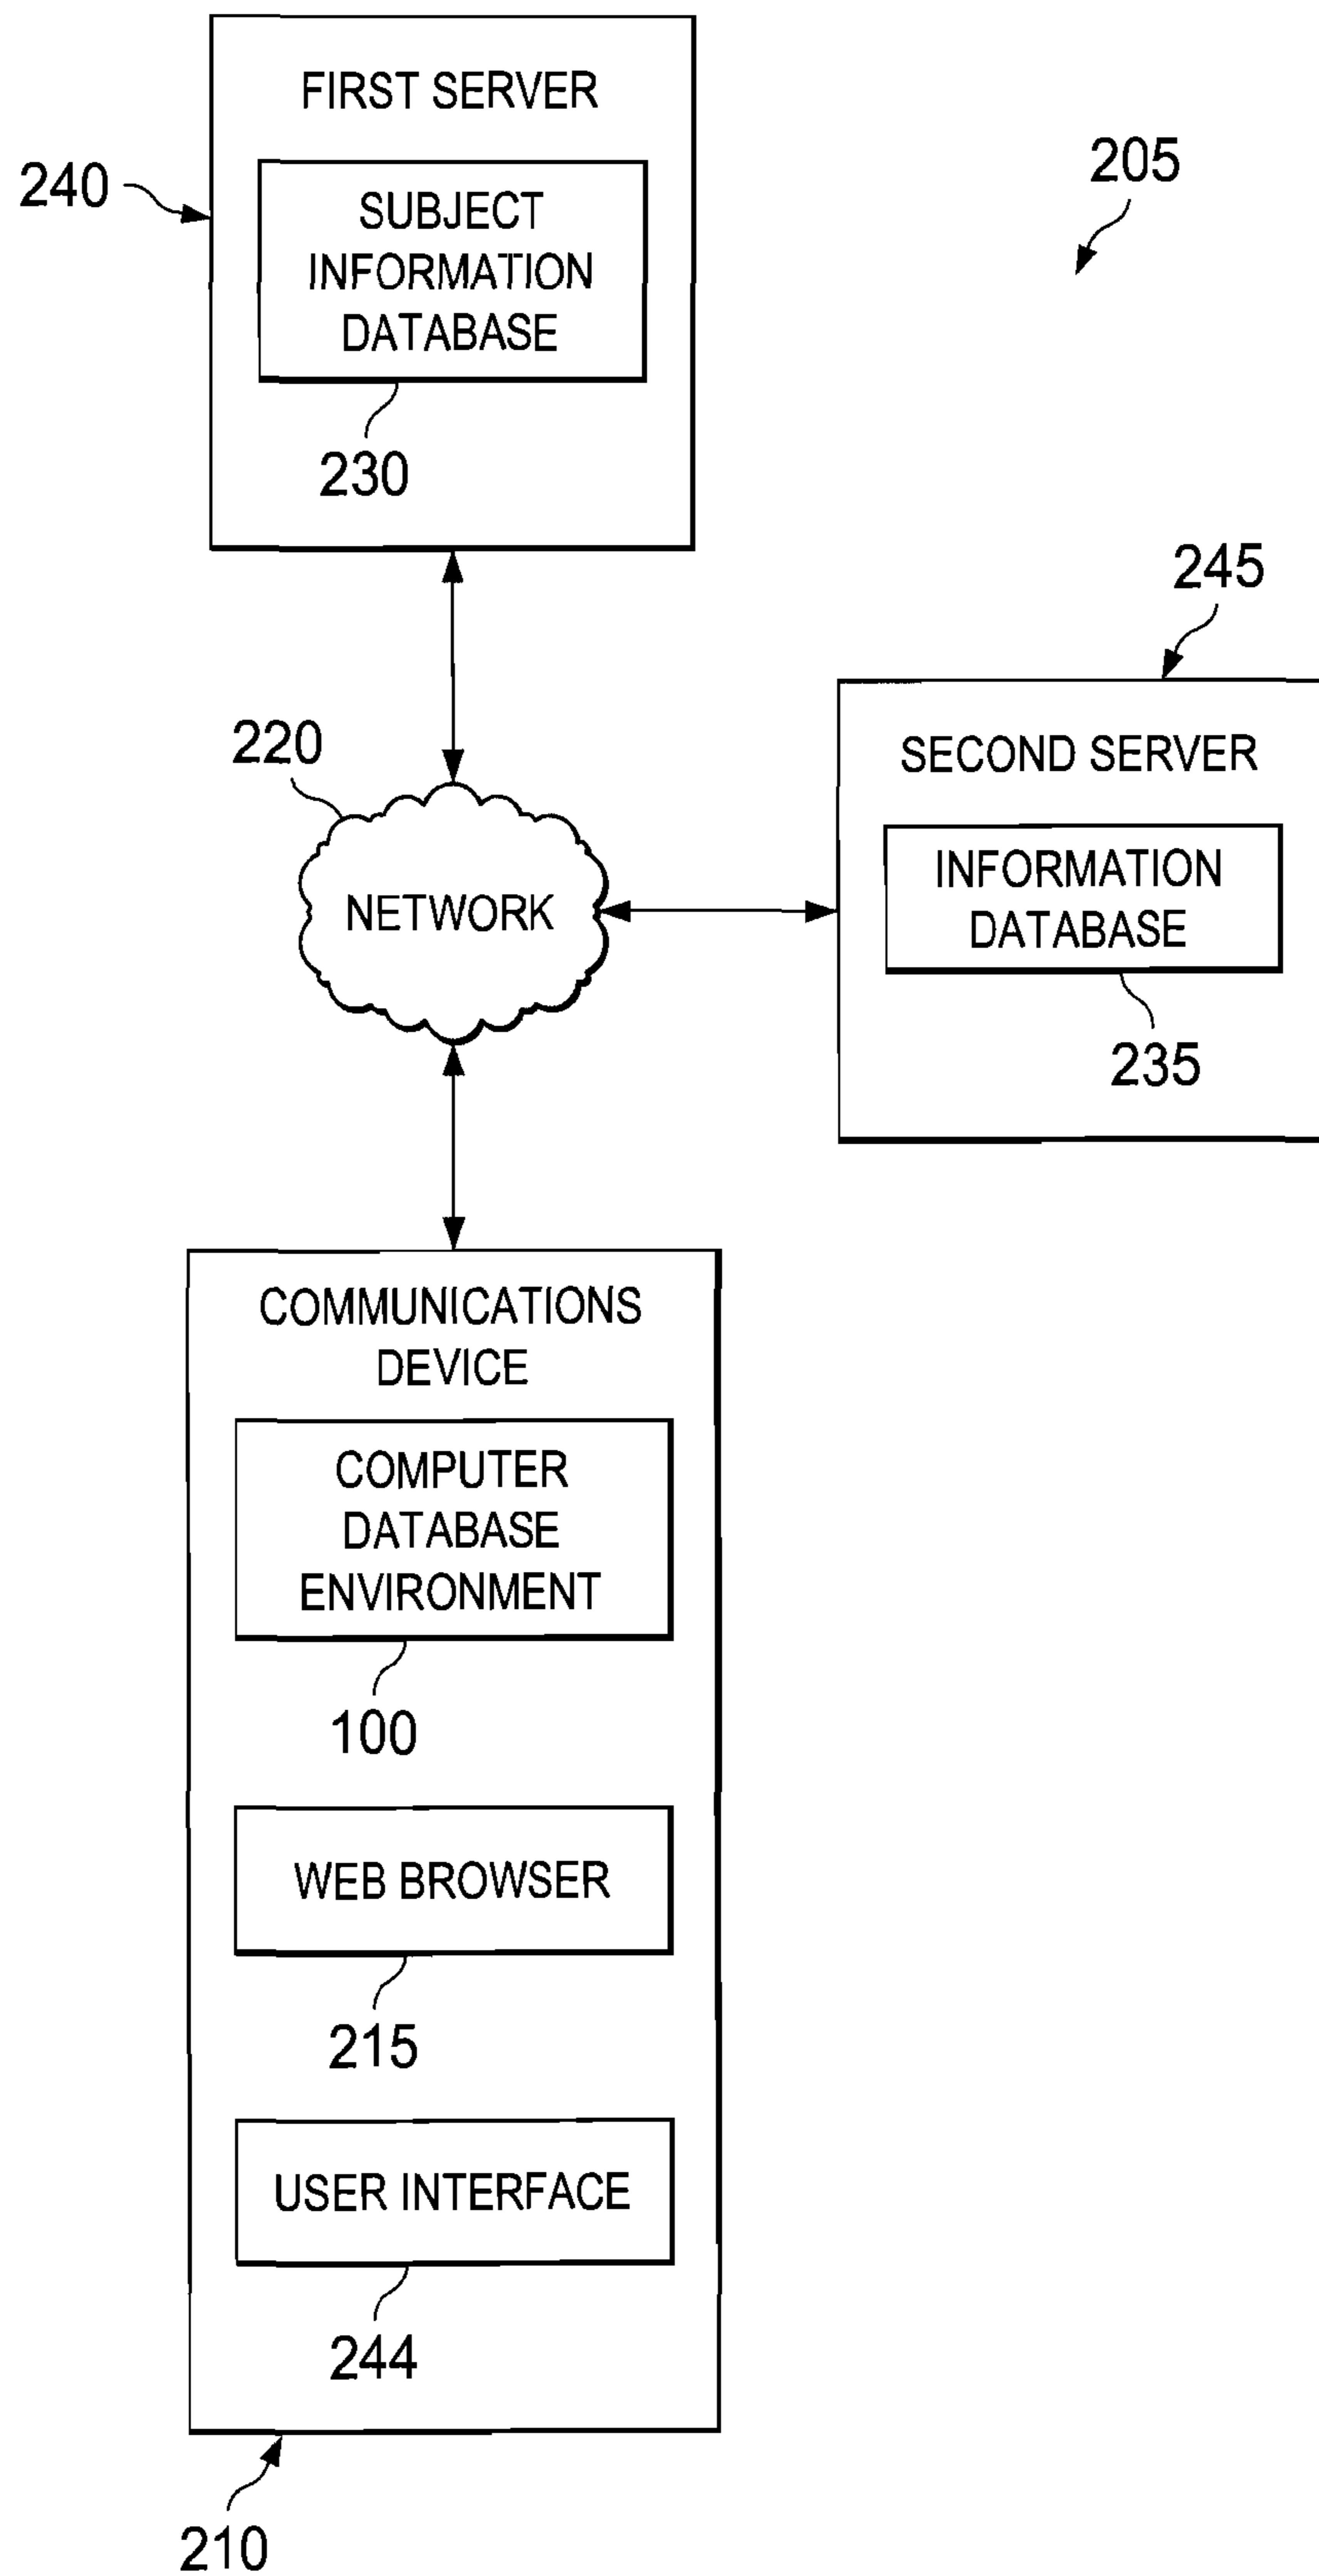 FIRST SERVER
240
205
SUBJECT
INFORMATION
DATABASE
230
245
220
SECOND SERVER
INFORMATION
DATABASE
NETWORK
235
COMMUNICATIONS
DEVICE
COMPUTER
DATABASE
ENVIRONMENT
100
WEB BROWSER
215
USER INTERFACE
244
210